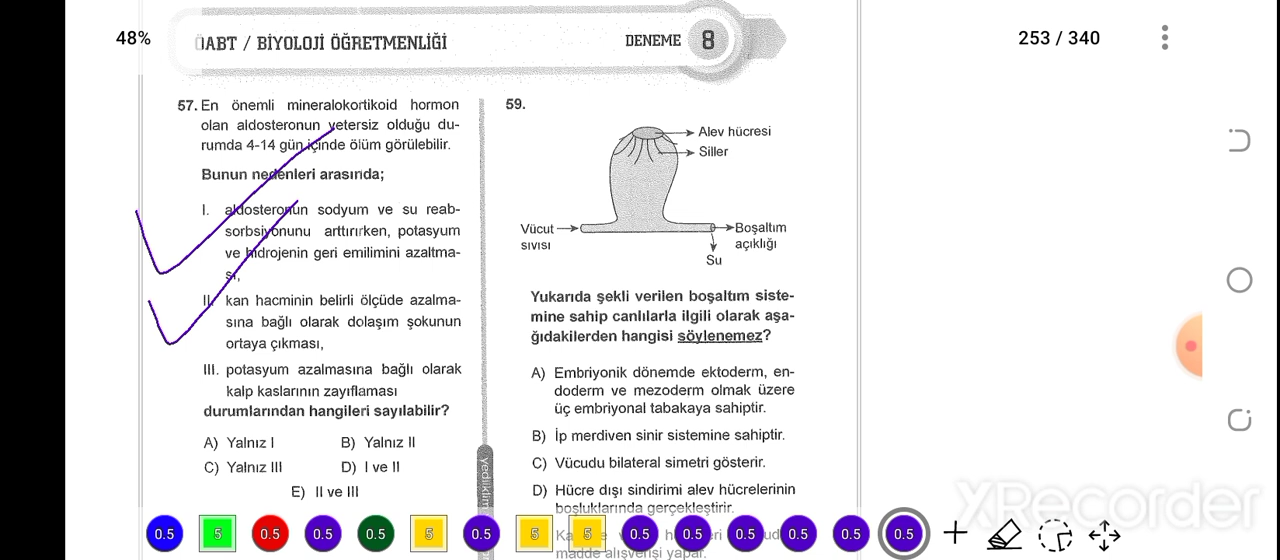 48%
ÖABT / BİYOLOJİ ÖĞRETMENLİĞİ
DENEME 8
253 / 340
57. En önemli mineralokortikoid hormon
olan aldosteronun yetersiz olduğu du-
rumda 4-14 gün içinde ölüm görülebilir.
Bunun nedenleri arasında;
I. aldosteronun sodyum ve su reab-
sorbsiyonunu arttırırken, potasyum
ve hidrojenin geri emilimini azaltma-
sı,
II. kan hacminin belirli ölçüde azalma-
sına bağlı olarak dolaşım şokunun
ortaya çıkması,
III. potasyum azalmasına bağlı olarak
kalp kaslarının zayıflaması
durumlarından hangileri sayılabilir?
A) Yalnız I B) Yalnız II
C) Yalnız III D) I ve II
E) II ve III
yediiklim
59.
Alev hücresi
Siller
Vücut
sıvısı
Boşaltım
açıklığı
Su
Yukarıda şekli verilen boşaltım siste-
mine sahip canlılarla ilgili olarak aşa-
ğıdakilerden hangisi söylenemez?
A) Embriyonik dönemde ektoderm, en-
doderm ve mezoderm olmak üzere
üç embriyonal tabakaya sahiptir.
B) İp merdiven sinir sistemine sahiptir.
C) Vücudu bilateral simetri gösterir.
D) Hücre dışı sindirimi alev hücrelerinin
boşluklarında gerçekleştirir.
madde alışverişi yapar.
0.5 5 0.5 0.5 0.5 5 0.5 5 5 0.5 0.5 0.5 0.5 0.5 0.5
XRecorder